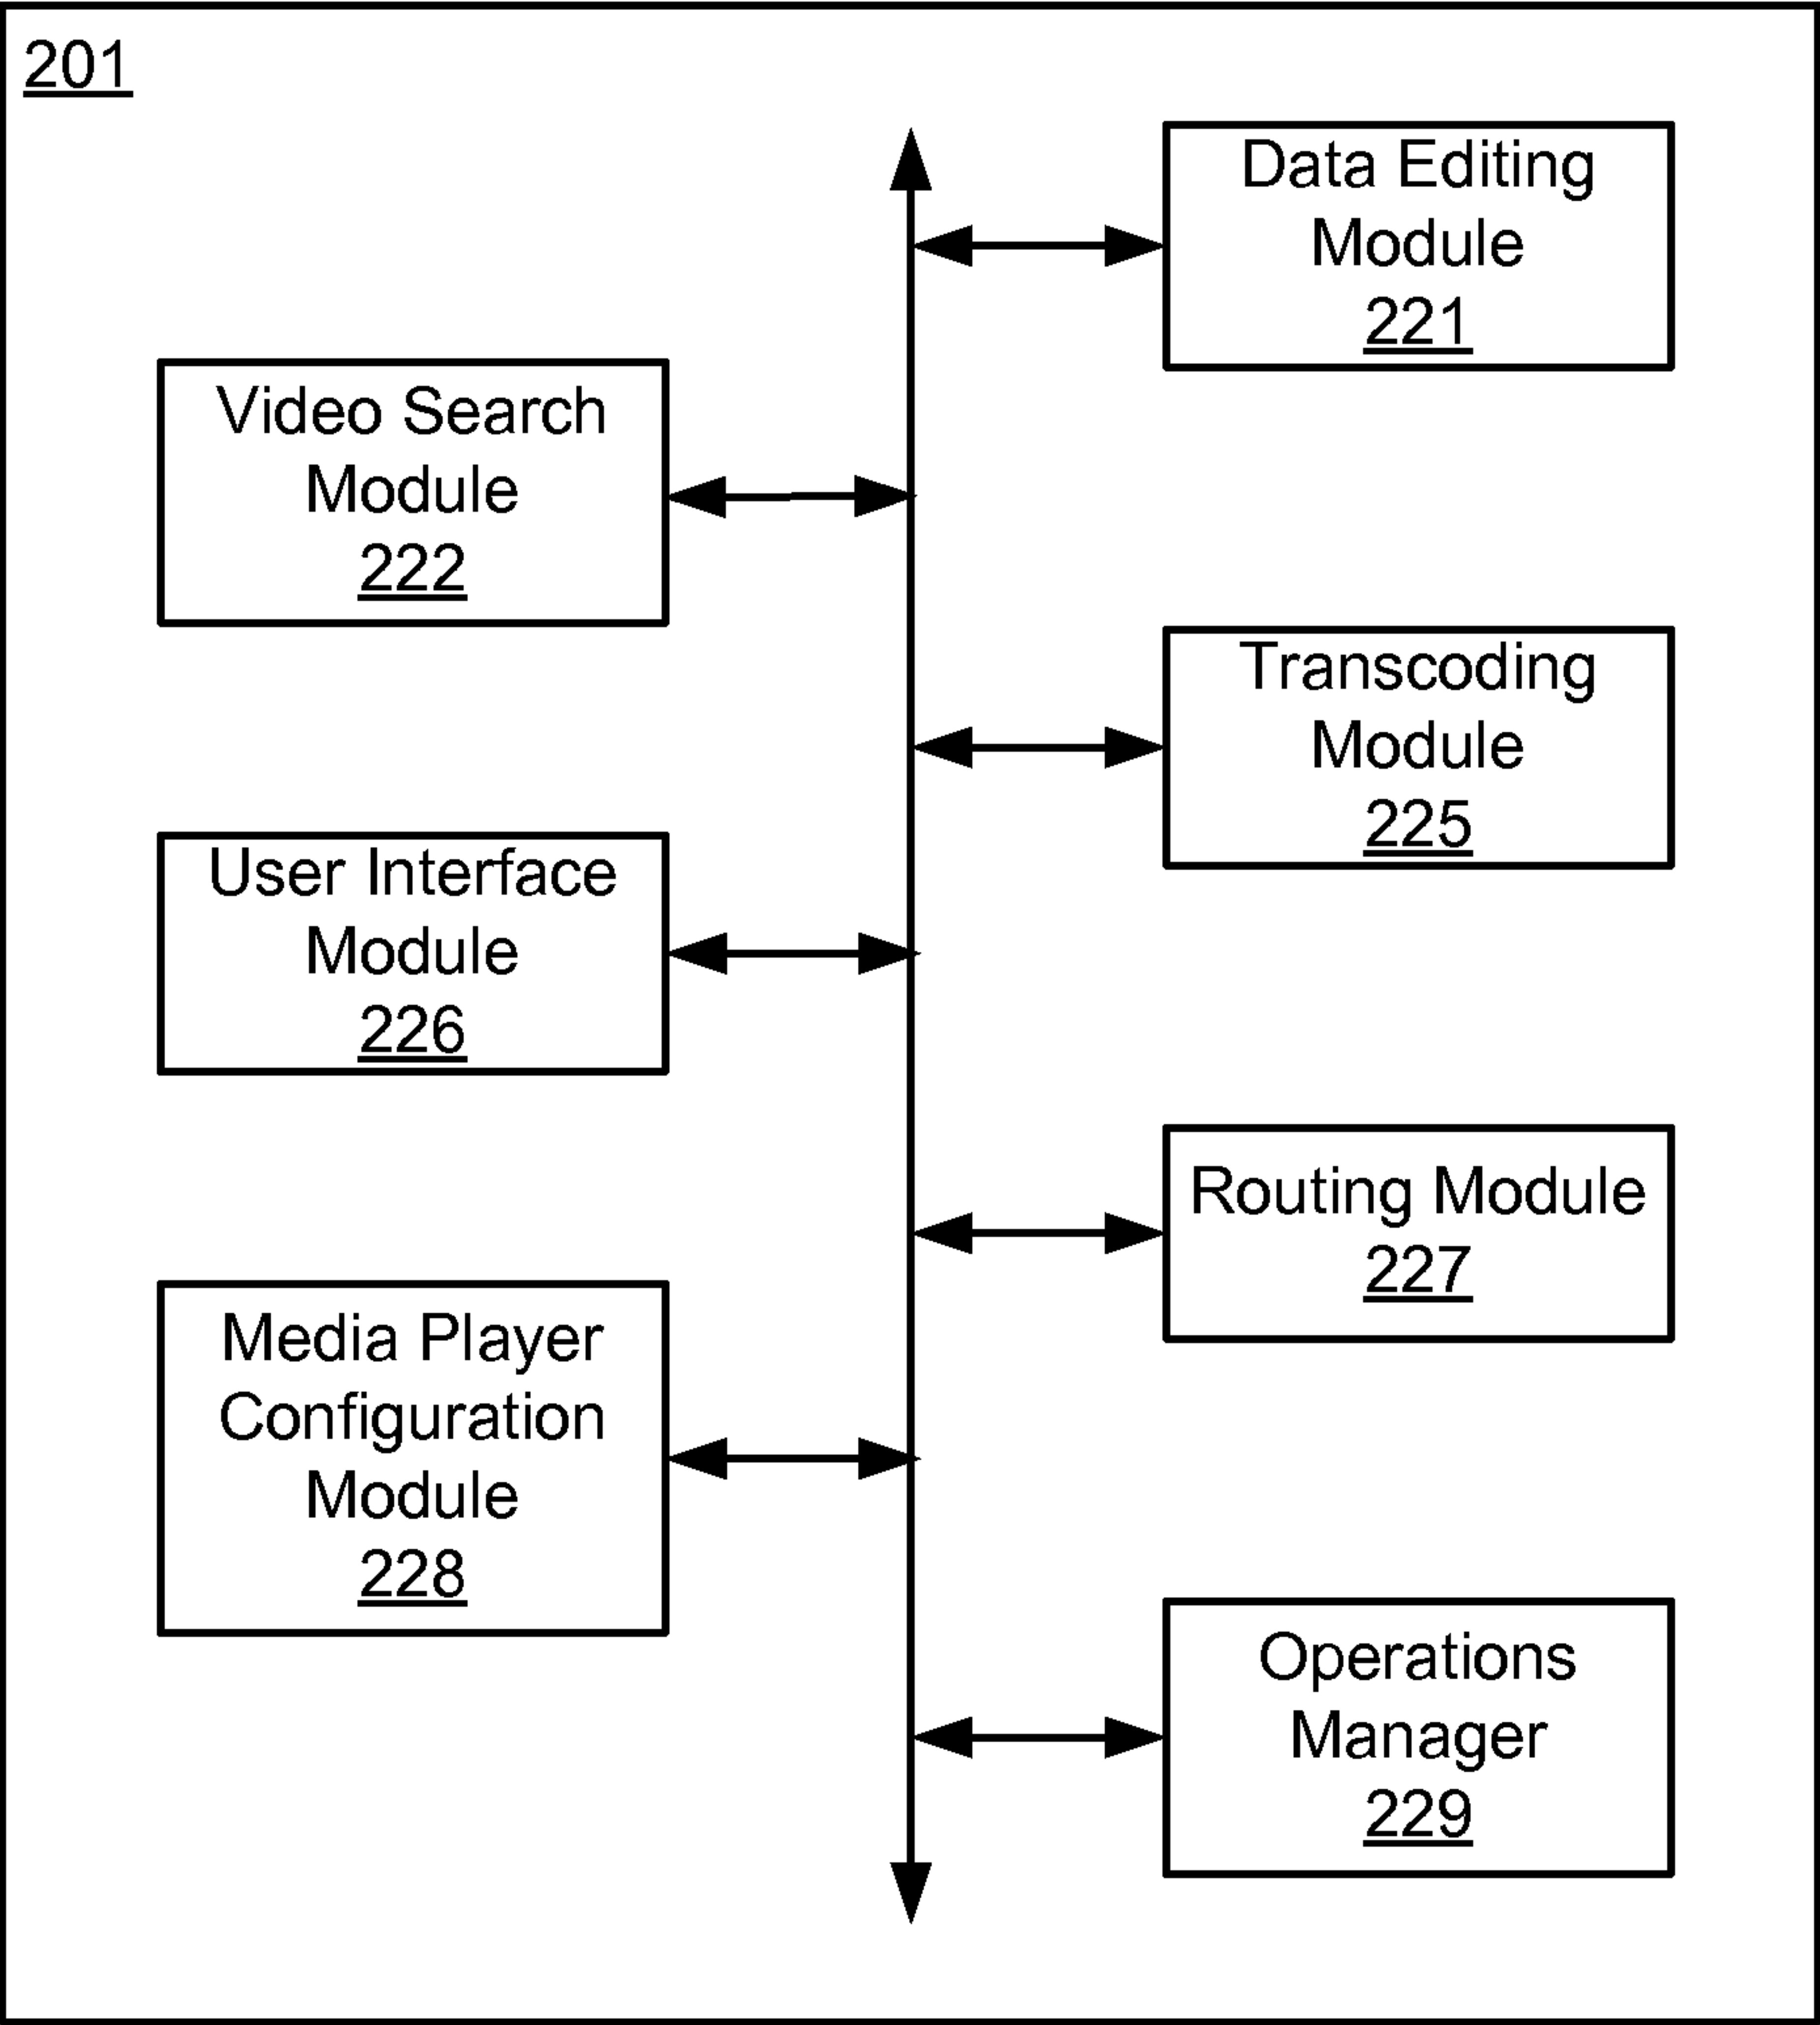 201
Data Editing
Module
221
Video Search
Module
222
Transcoding
Module
225
User Interface
Module
226
Routing Module
227
Media Player
Configuration
Module
228
Operations
Manager
229